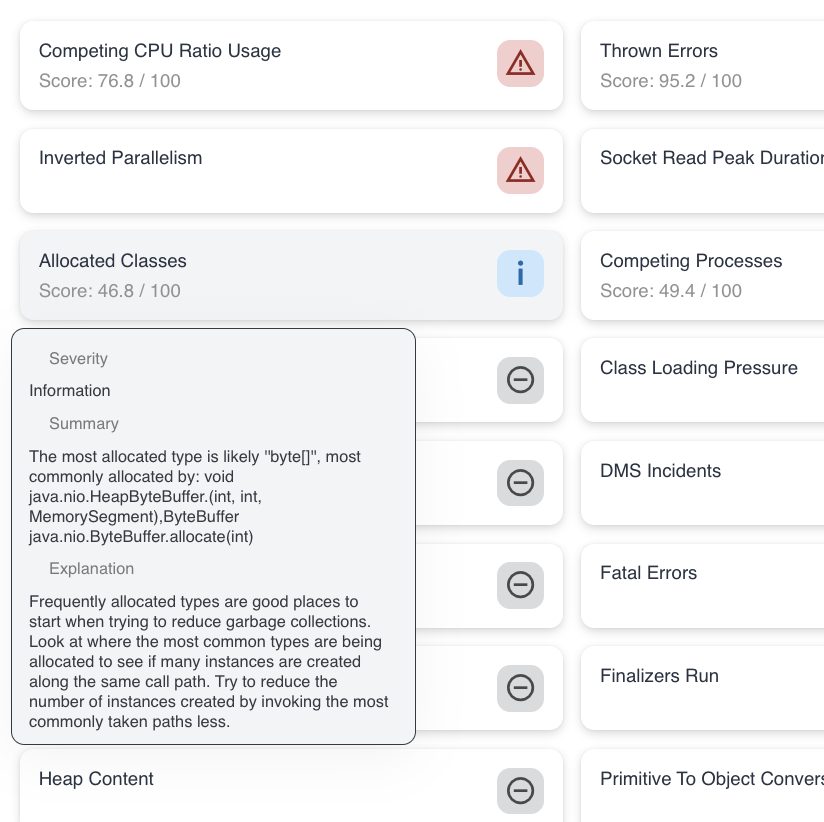 Competing CPU Ratio Usage
Score: 76.8 / 100
Thrown Errors
Score: 95.2 / 100
Inverted Parallelism
Socket Read Peak Duration
Allocated Classes
Score: 46.8 / 100
Competing Processes
Score: 49.4 / 100
Severity
Information
Summary
The most allocated type is likely "byte[]", most
commonly allocated by: void
java.nio.HeapByteBuffer.(int, int,
MemorySegment),ByteBuffer
java.nio.ByteBuffer.allocate(int)
Explanation
Frequently allocated types are good places to
start when trying to reduce garbage collections.
Look at where the most common types are being
allocated to see if many instances are created
along the same call path. Try to reduce the
number of instances created by invoking the most
commonly taken paths less.
Class Loading Pressure
DMS Incidents
Fatal Errors
Finalizers Run
Heap Content
Primitive To Object